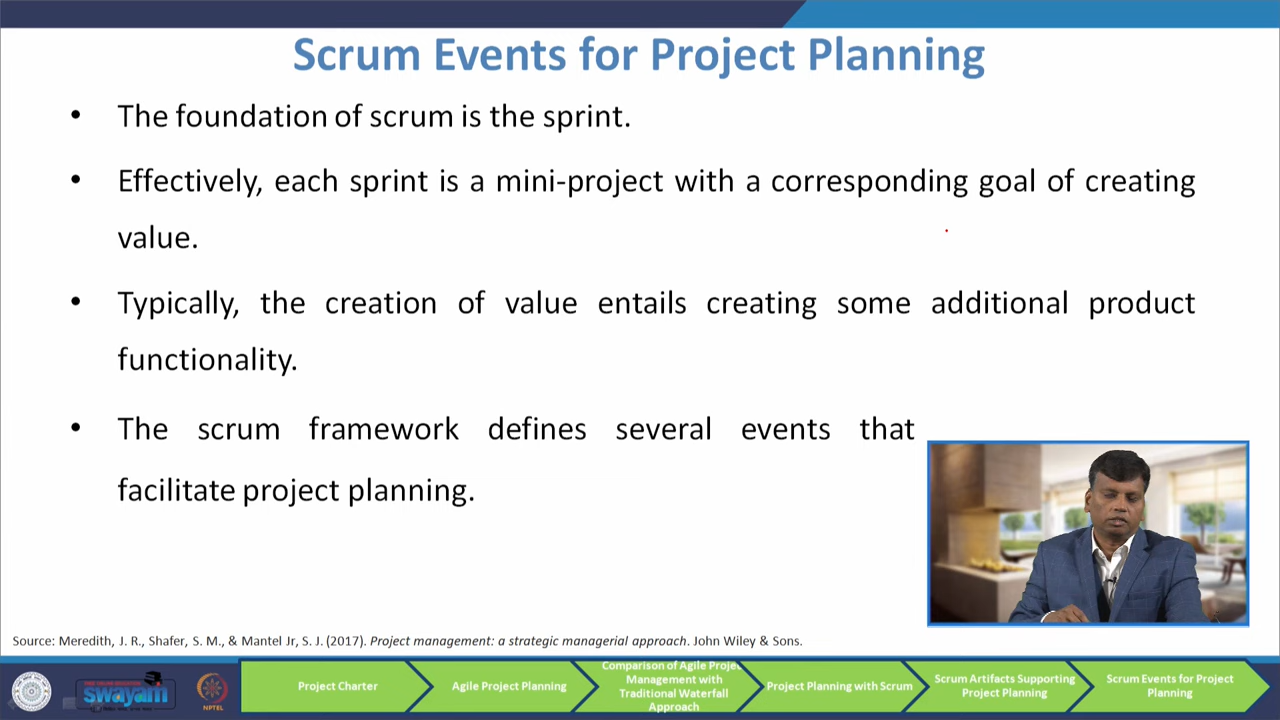 Scrum Events for Project Planning
• The foundation of scrum is the sprint.
• Effectively, each sprint is a mini-project with a corresponding goal of creating
value.
• Typically, the creation of value entails creating some additional product
functionality.
• The scrum framework defines several events that
facilitate project planning.
Source: Meredith, J. R., Shafer, S. M., & Mantel Jr, S. J. (2017). Project management: a strategic managerial approach. John Wiley & Sons.
swayam
NPTEL
Project Charter
Agile Project Planning
Comparison of Agile Projec
Management with
Traditional Waterfall
Approach
Project Planning with Scrum
Scrum Artifacts Supporting
Project Planning
Scrum Events for Project
Planning